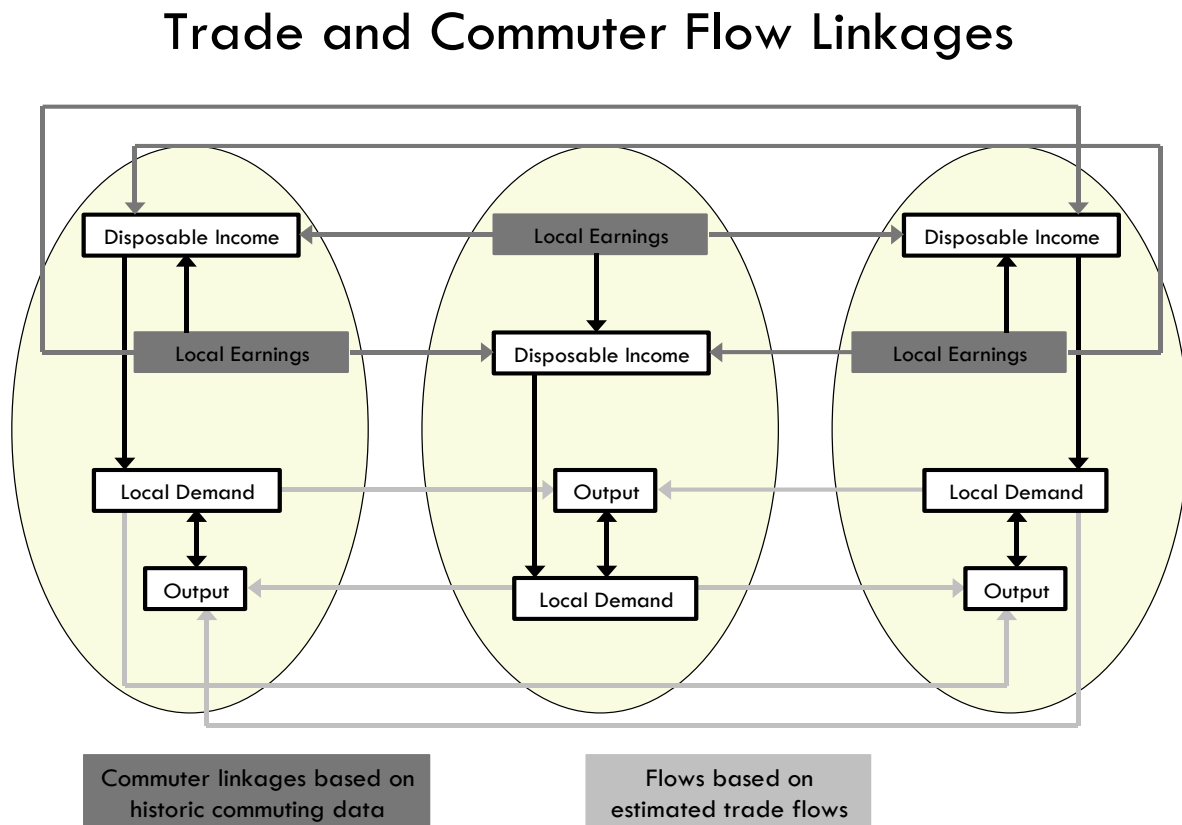 Trade and Commuter Flow Linkages
Disposable Income
Local Earnings
Disposable Income
Local Earnings
Disposable Income
Local Earnings
Local Demand
Output
Local Demand
Output
Local Demand
Output
Commuter linkages based on
historic commuting data
Flows based on
estimated trade flows